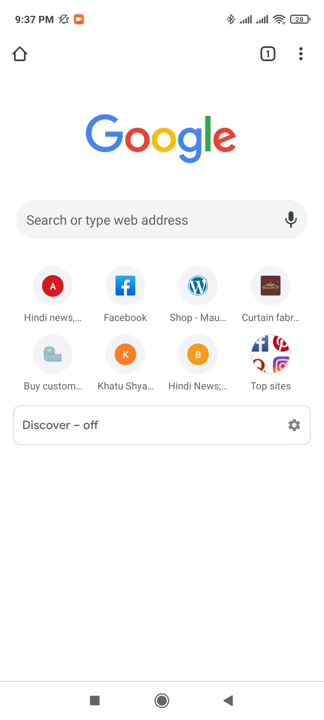 9:37 PM
28
1
Google
Search or type web address
A
Hindi news,...
Facebook
Shop - Mau...
Curtain fabr...
Buy custom...
K
Khatu Shya...
B
Hindi News;...
Top sites
Discover – off